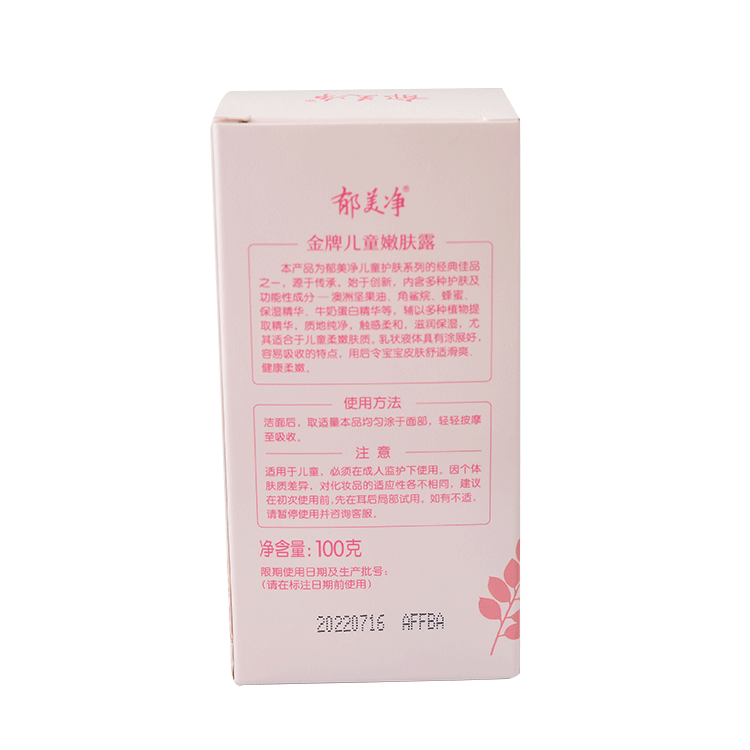 郁美净
郁美净®
金牌儿童嫩肤露
本产品为郁美净儿童护肤系列的经典佳品
之一，源于传承，始于创新，内含多种护肤及
功能性成分—澳洲坚果油、角鲨烷、蜂蜜、
保湿精华、牛奶蛋白精华等，辅以多种植物提
取精华，质地纯净，触感柔和，滋润保湿，尤
其适合于儿童柔嫩肤质。乳状液体具有涂展好，
容易吸收的特点，用后令宝宝皮肤舒适滑爽、
健康柔嫩。
使用方法
洁面后，取适量本品均匀涂于面部，轻轻按摩
至吸收。
注 意
适用于儿童，必须在成人监护下使用。因个体
肤质差异，对化妆品的适应性各不相同，建议
在初次使用前，先在耳后局部试用，如有不适，
请暂停使用并咨询客服。
净含量：100克
限期使用日期及生产批号：
（请在标注日期前使用）
20220716 AFFBA